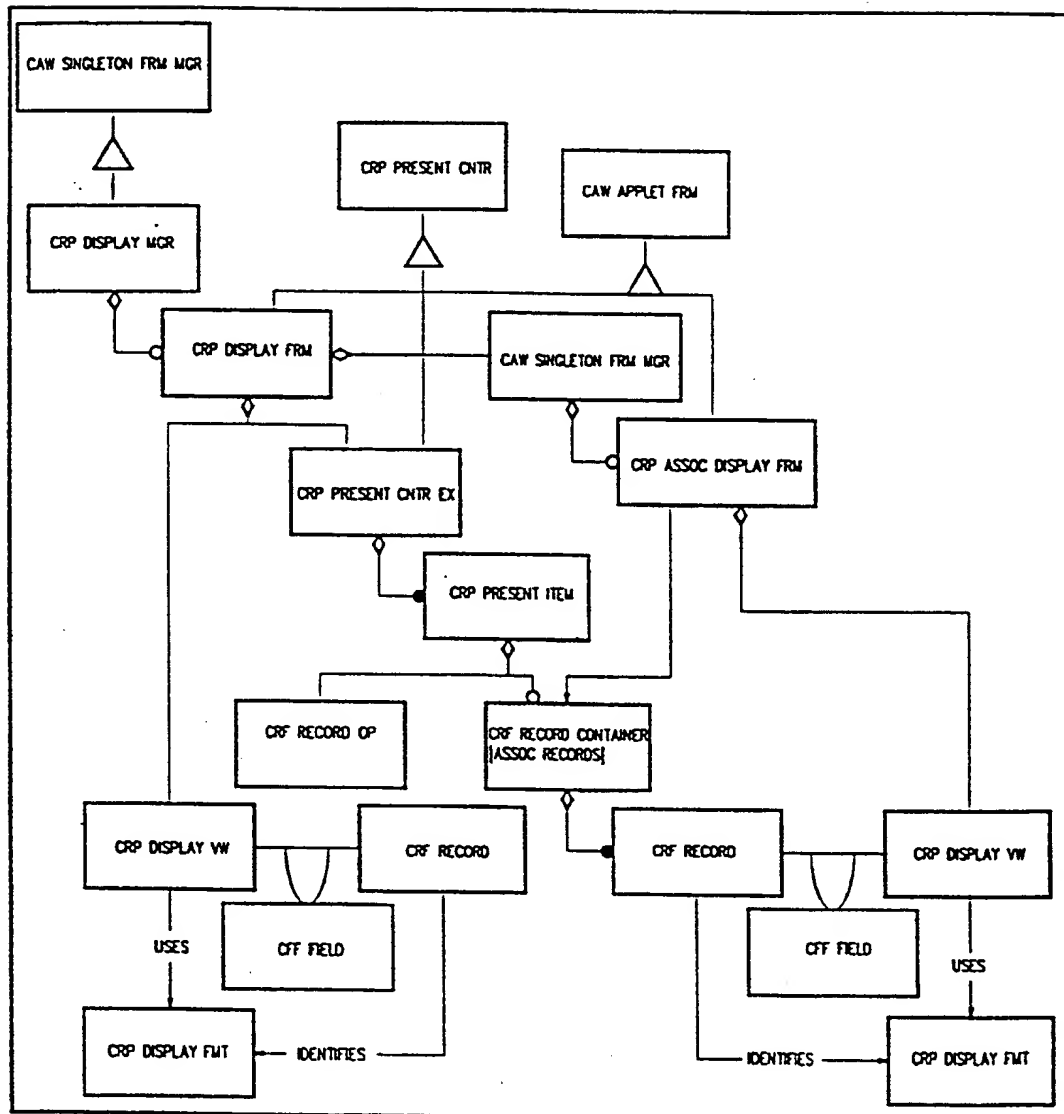 CAW SINGLETON FRM MGR
CRP PRESENT CNTR
CAW APPLET FRM
CRP DISPLAY MGR
CRP DISPLAY FRM
CAW SINGLETON FRM MGR
CRP ASSOC DISPLAY FRM
CRP PRESENT CNTR EX
CRP PRESENT ITEM
CRF RECORD OP
CRF RECORD CONTAINER
]ASSOC RECORDS[
CRP DISPLAY VW
CRF RECORD
CRF RECORD
CRP DISPLAY VW
CFF FIELD
CFF FIELD
USES
USES
CRP DISPLAY FMT
IDENTIFIES
IDENTIFIES
CRP DISPLAY FMT